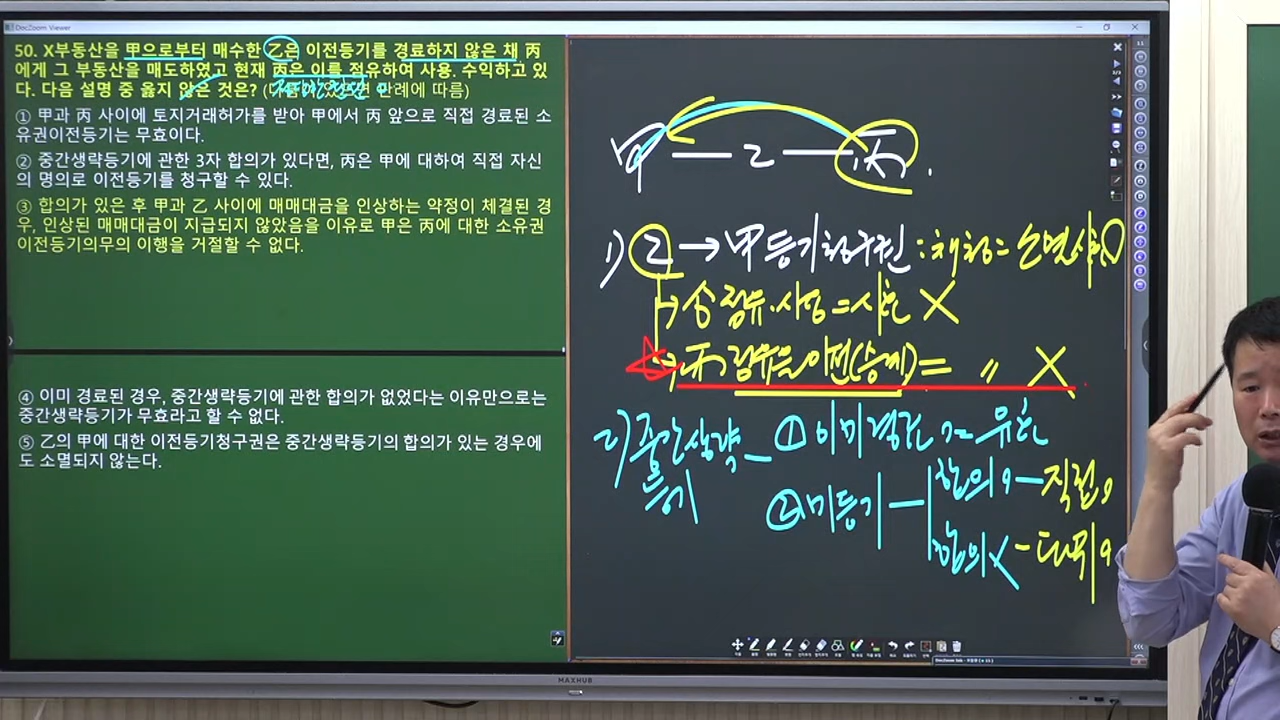 DocZoom Viewer
50. X부동산을 甲으로부터 매수한 乙은 이전등기를 경료하지 않은 채 丙
에게 그 부동산을 매도하였고 현재 丙은 이를 점유하여 사용. 수익하고 있
다. 다음 설명 중 옳지 않은 것은? (다툼이 있으면 판례에 따름)
① 甲과 丙 사이에 토지거래허가를 받아 甲에서 丙 앞으로 직접 경료된 소
유권이전등기는 무효이다.
② 중간생략등기에 관한 3자 합의가 있다면, 丙은 甲에 대하여 직접 자신
의 명의로 이전등기를 청구할 수 있다.
③ 합의가 있은 후 甲과 乙 사이에 매매대금을 인상하는 약정이 체결된 경
우, 인상된 매매대금이 지급되지 않았음을 이유로 甲은 丙에 대한 소유권
이전등기의무의 이행을 거절할 수 없다.
④ 이미 경료된 경우, 중간생략등기에 관한 합의가 없었다는 이유만으로는
중간생략등기가 무효라고 할 수 없다.
⑤ 乙의 甲에 대한 이전등기청구권은 중간생략등기의 합의가 있는 경우에
도 소멸되지 않는다.
甲 — 乙 — 丙.
1) 乙 → 甲 등기청구권 : 채청 = 소멸시효
점유·사용 = 시효 X
→ 丙 점유를 이전(승계) = 〃 X
2) 중간생략 — ① 이미 경료 = 유효
등기
② 미등기
합의 — 직접
합의X — 대위
MAXHUB